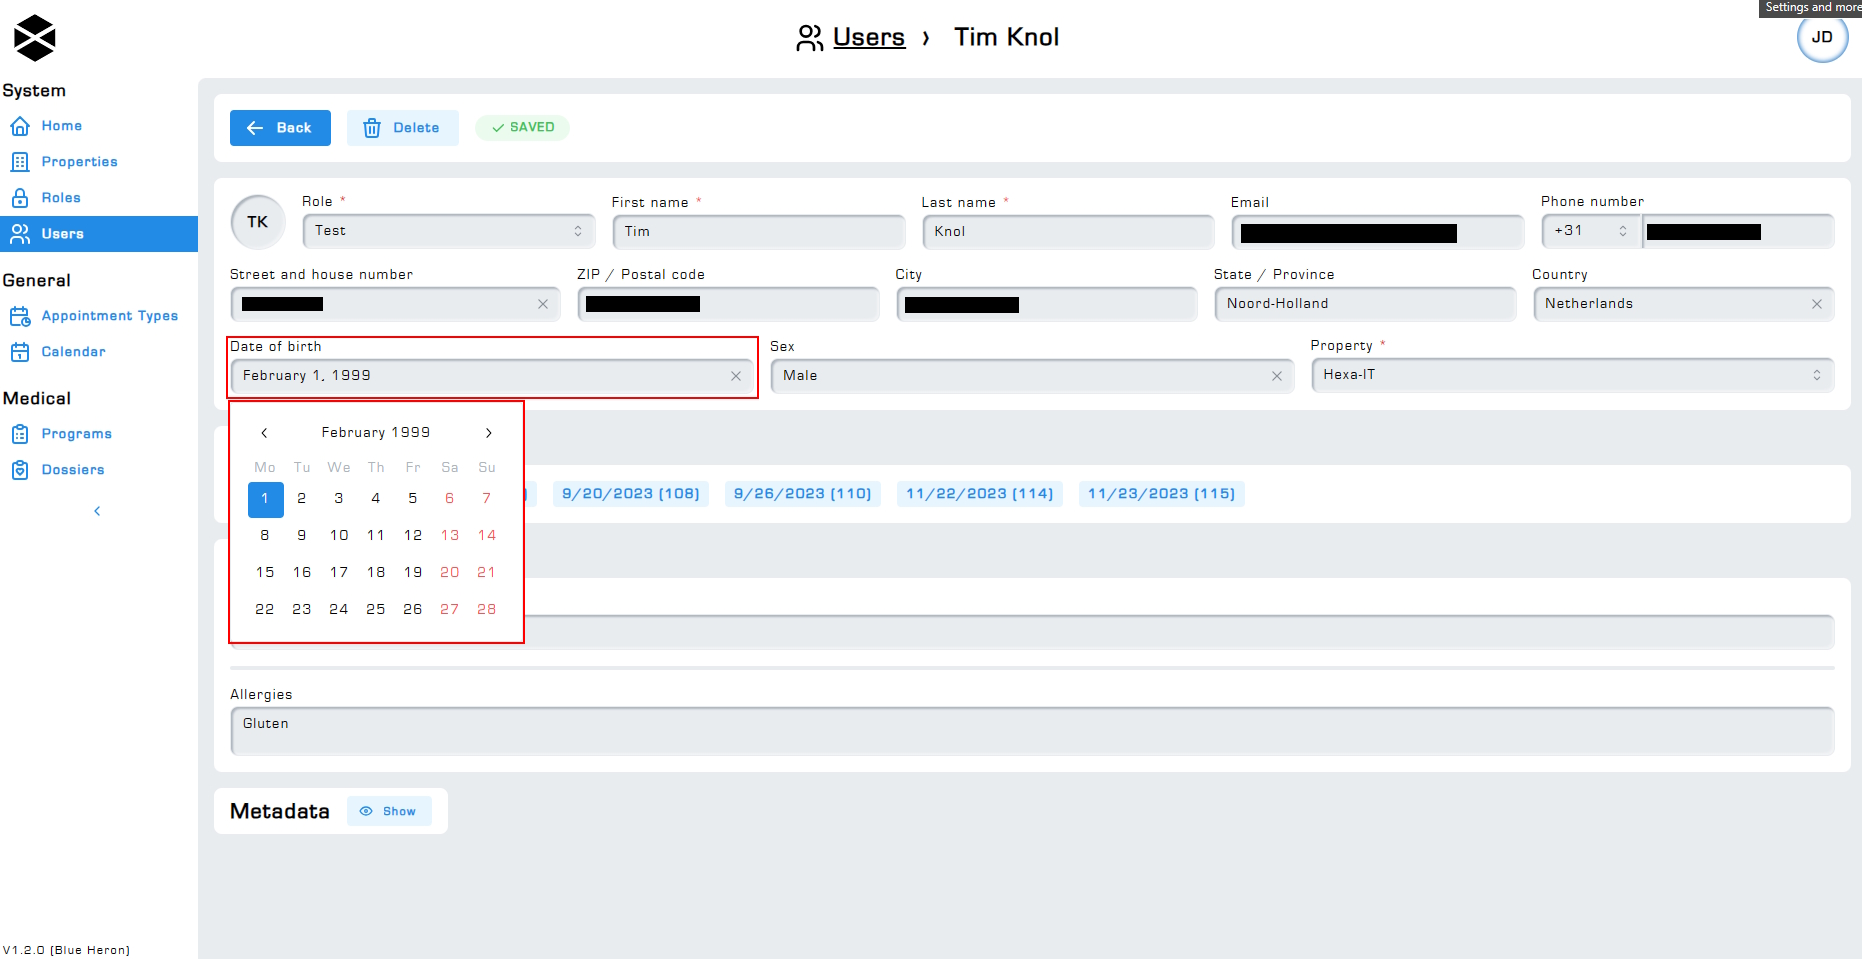 Settings and more
Users › Tim Knol
JD
System
Home
Properties
Roles
Users
General
Appointment Types
Calendar
Medical
Programs
Dossiers
V1.2.0 (Blue Heron)
Back Delete SAVED
TK
Role * First name * Last name * Email Phone number
Test Tim Knol +31
Street and house number ZIP / Postal code City State / Province Country
Noord-Holland Netherlands
Date of birth Sex Property *
February 1, 1999 Male Hexa-IT
February 1999
Mo Tu We Th Fr Sa Su
1 2 3 4 5 6 7
8 9 10 11 12 13 14
15 16 17 18 19 20 21
22 23 24 25 26 27 28
9/20/2023 (108) 9/26/2023 (110) 11/22/2023 (114) 11/23/2023 (115)
Allergies
Gluten
Metadata Show